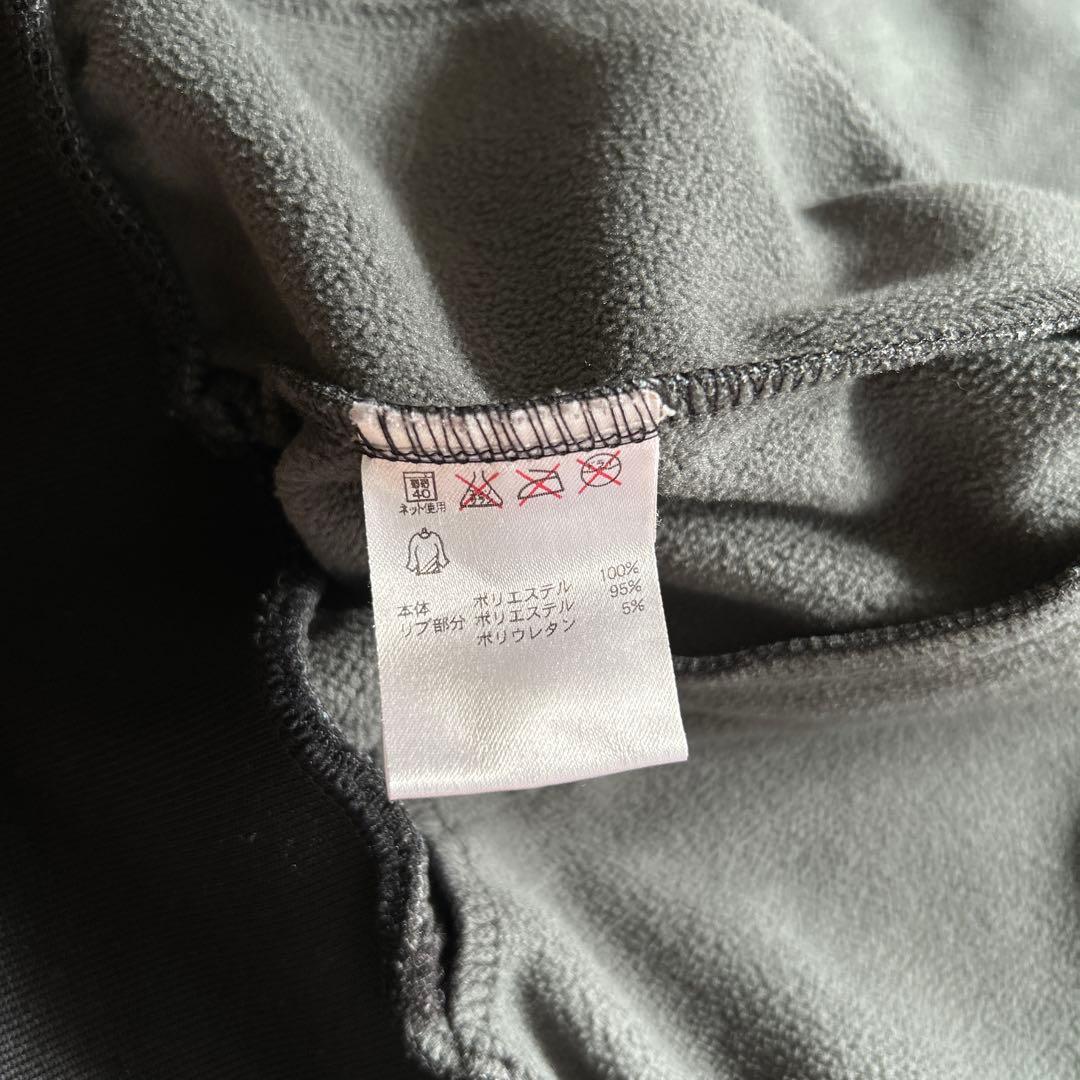 弱
40
ネット使用
本体 ポリエステル 100%
リブ部分 ポリエステル 95%
ポリウレタン 5%